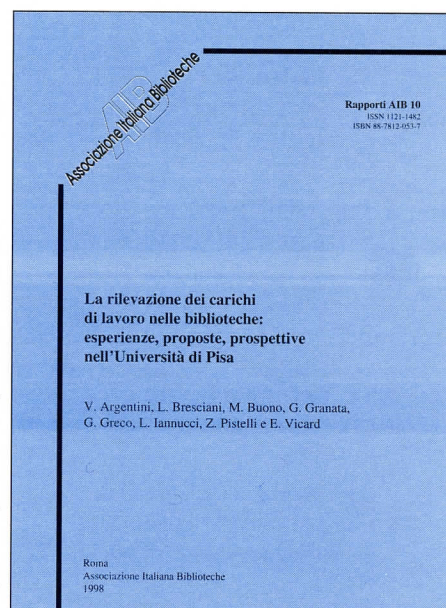 AIB
Associazione Italiana Biblioteche
Rapporti AIB 10
ISSN 1121-1482
ISBN 88-7812-053-7
La rilevazione dei carichi
di lavoro nelle biblioteche:
esperienze, proposte, prospettive
nell'Università di Pisa
V. Argentini, L. Bresciani, M. Buono, G. Granata,
G. Greco, L. Iannucci, Z. Pistelli e E. Vicard
Roma
Associazione Italiana Biblioteche
1998